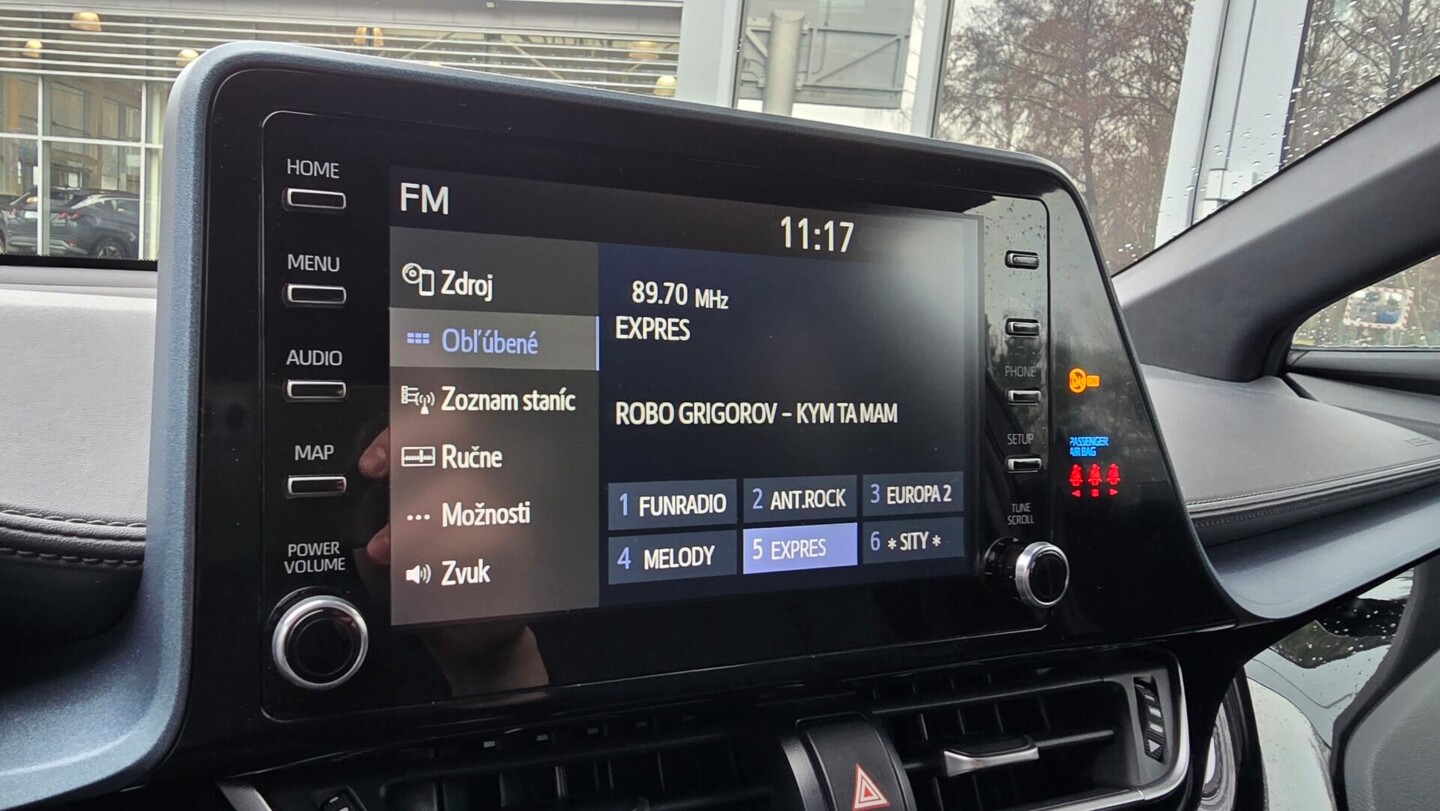 HOME
MENU
AUDIO
MAP
POWER
VOLUME
FM
11:17
Zdroj
Obľúbené
Zoznam staníc
Ručne
Možnosti
Zvuk
89.70 MHz
EXPRES
ROBO GRIGOROV - KYM TA MAM
1 FUNRADIO
2 ANT.ROCK
3 EUROPA 2
4 MELODY
5 EXPRES
6 *SITY*
PHONE
SETUP
TUNE
SCROLL
PASSENGER
AIRBAG